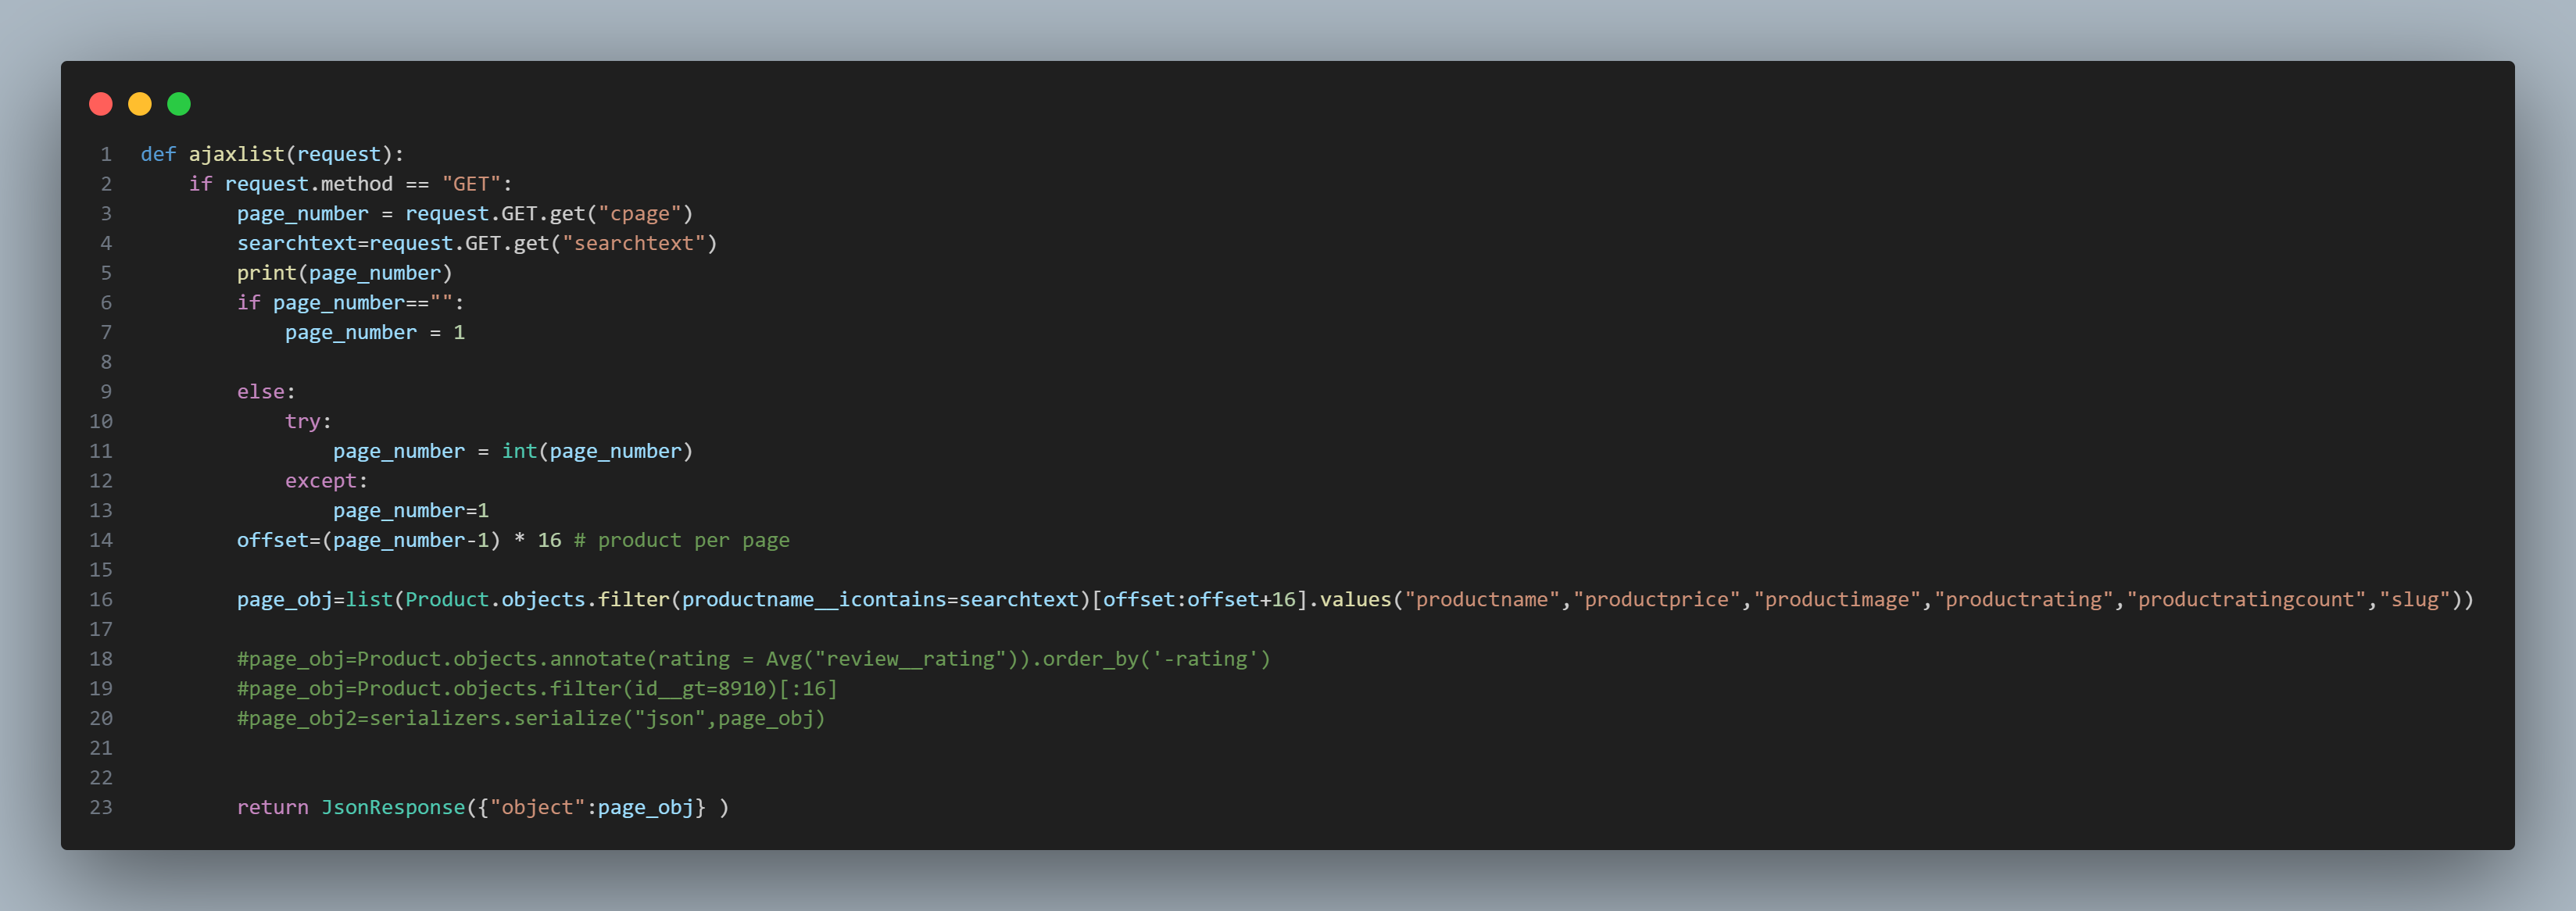 1 def ajaxlist(request):
2     if request.method == "GET":
3         page_number = request.GET.get("cpage")
4         searchtext=request.GET.get("searchtext")
5         print(page_number)
6         if page_number=="":
7             page_number = 1
8
9         else:
10             try:
11                 page_number = int(page_number)
12             except:
13                 page_number=1
14         offset=(page_number-1) * 16 # product per page
15
16         page_obj=list(Product.objects.filter(productname__icontains=searchtext)[offset:offset+16].values("productname","productprice","productimage","productrating","productratingcount","slug"))
17
18         #page_obj=Product.objects.annotate(rating = Avg("review__rating")).order_by('-rating')
19         #page_obj=Product.objects.filter(id__gt=8910)[:16]
20         #page_obj2=serializers.serialize("json",page_obj)
21
22
23         return JsonResponse({"object":page_obj} )